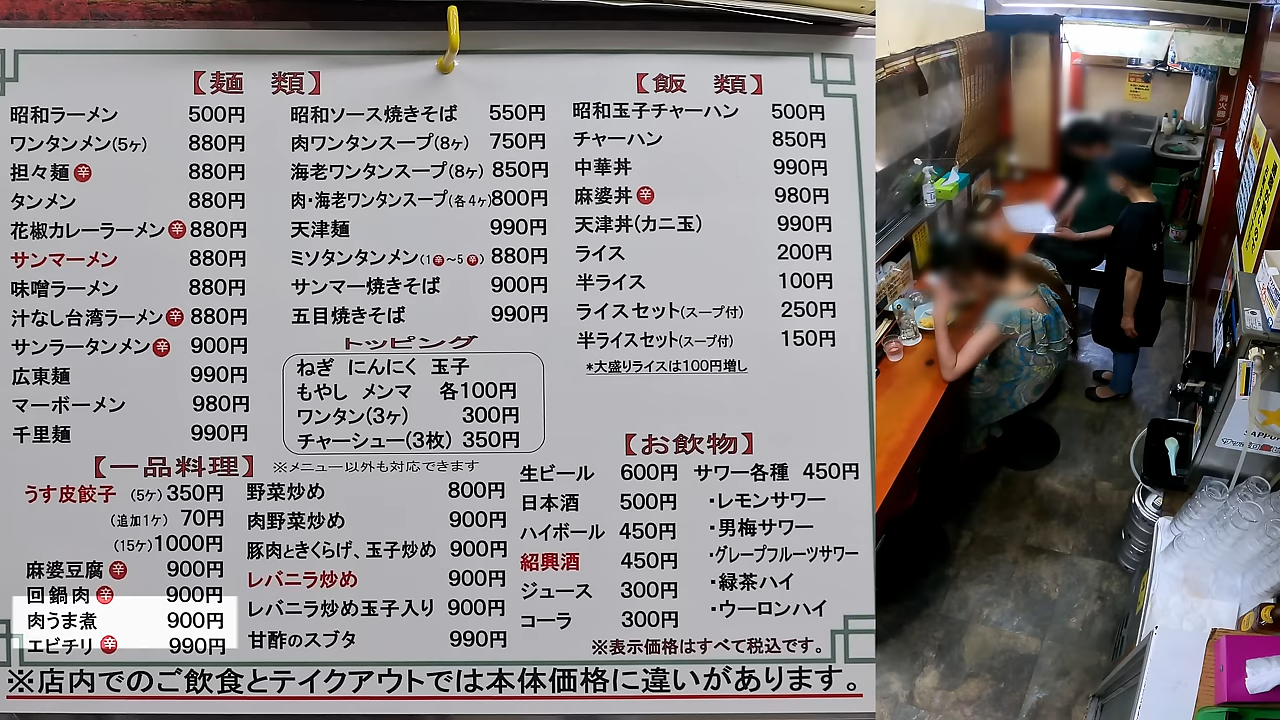 【麺 類】
昭和ラーメン 500円
ワンタンメン(5ヶ) 880円
担々麺 辛 880円
タンメン 880円
花椒カレーラーメン 辛 880円
サンマーメン 880円
味噌ラーメン 880円
汁なし台湾ラーメン 辛 880円
サンラータンメン 辛 900円
広東麺 990円
マーボーメン 980円
千里麺 990円
昭和ソース焼きそば 550円
肉ワンタンスープ(8ヶ) 750円
海老ワンタンスープ(8ヶ) 850円
肉・海老ワンタンスープ(各4ヶ) 800円
天津麺 990円
ミソタンタンメン(1辛～5辛) 880円
サンマー焼きそば 900円
五目焼きそば 990円
トッピング
ねぎ にんにく 玉子
もやし メンマ 各100円
ワンタン(3ヶ) 300円
チャーシュー(3枚) 350円
【飯 類】
昭和玉子チャーハン 500円
チャーハン 850円
中華丼 990円
麻婆丼 辛 980円
天津丼(カニ玉) 990円
ライス 200円
半ライス 100円
ライスセット(スープ付) 250円
半ライスセット(スープ付) 150円
*大盛りライスは100円増し
【一品料理】 ※メニュー以外も対応できます
うす皮餃子 (5ケ) 350円
(追加1ケ) 70円
(15ケ) 1000円
麻婆豆腐 辛 900円
回鍋肉 辛 900円
肉うま煮 900円
エビチリ 辛 990円
野菜炒め 800円
肉野菜炒め 900円
豚肉ときくらげ、玉子炒め 900円
レバニラ炒め 900円
レバニラ炒め玉子入り 900円
甘酢のスブタ 990円
【お飲物】
生ビール 600円
日本酒 500円
ハイボール 450円
紹興酒 450円
ジュース 300円
コーラ 300円
サワー各種 450円
・レモンサワー
・男梅サワー
・グレープフルーツサワー
・緑茶ハイ
・ウーロンハイ
※表示価格はすべて税込です。
※店内でのご飲食とテイクアウトでは本体価格に違いがあります。
消火器
SAPPO